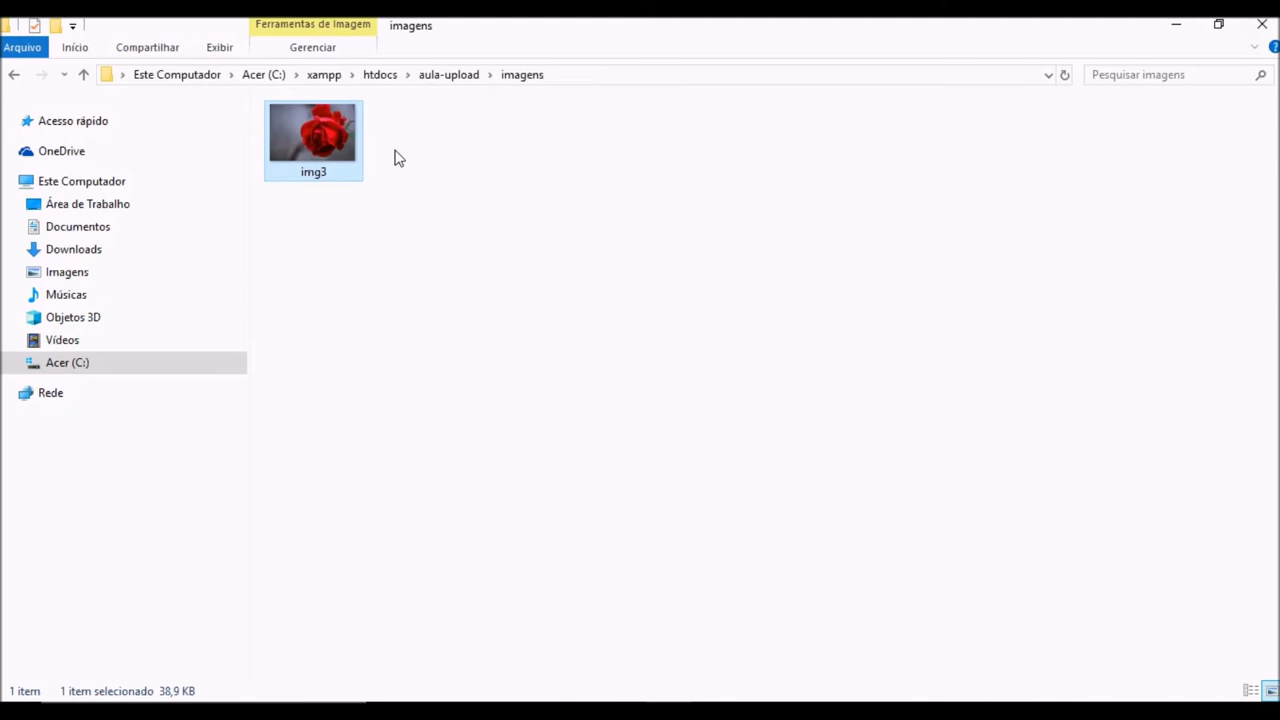 Ferramentas de Imagem
imagens
Arquivo
Início
Compartilhar
Exibir
Gerenciar
Este Computador
Acer (C:)
xampp
htdocs
aula-upload
imagens
Pesquisar imagens
Acesso rápido
OneDrive
Este Computador
Área de Trabalho
Documentos
Downloads
Imagens
Músicas
Objetos 3D
Vídeos
Acer (C:)
Rede
img3
1 item
1 item selecionado 38,9 KB